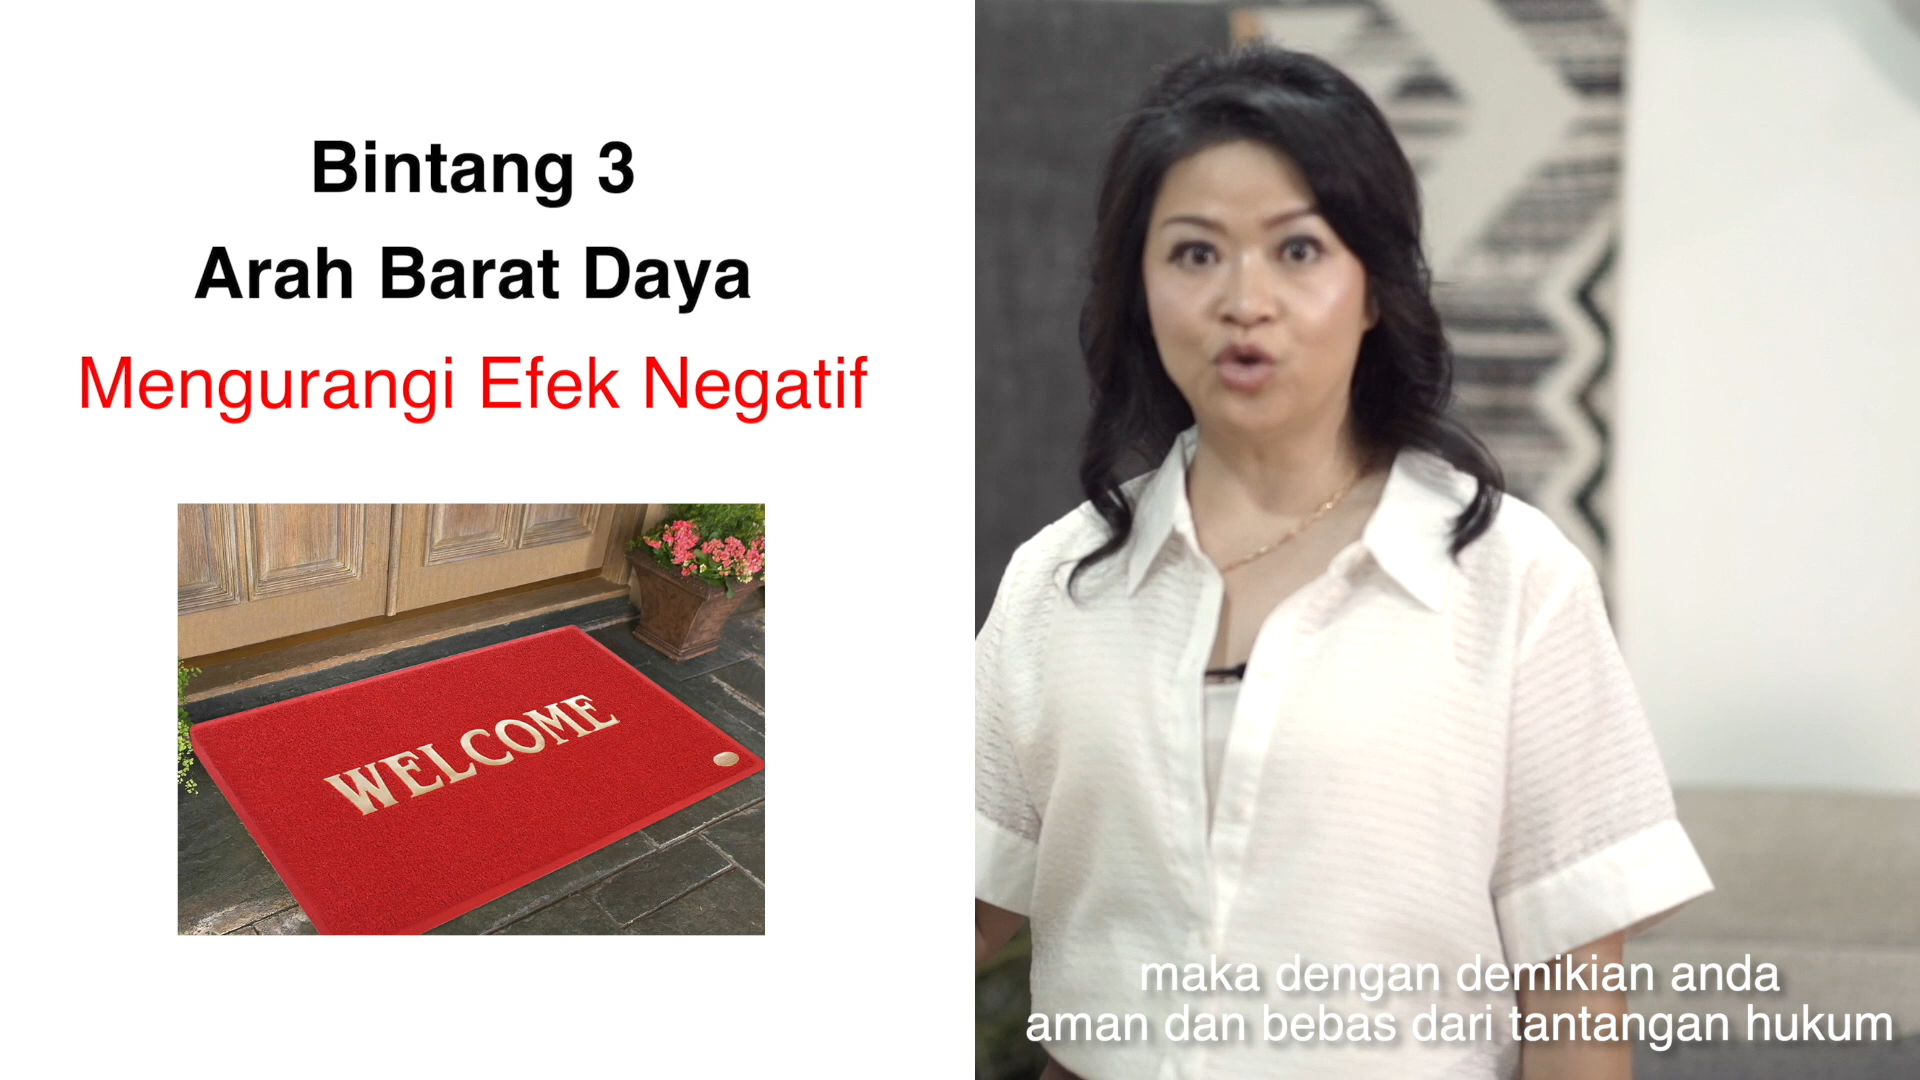 Bintang 3
Arah Barat Daya
Mengurangi Efek Negatif
WELCOME
maka dengan demikian anda
aman dan bebas dari tantangan hukum